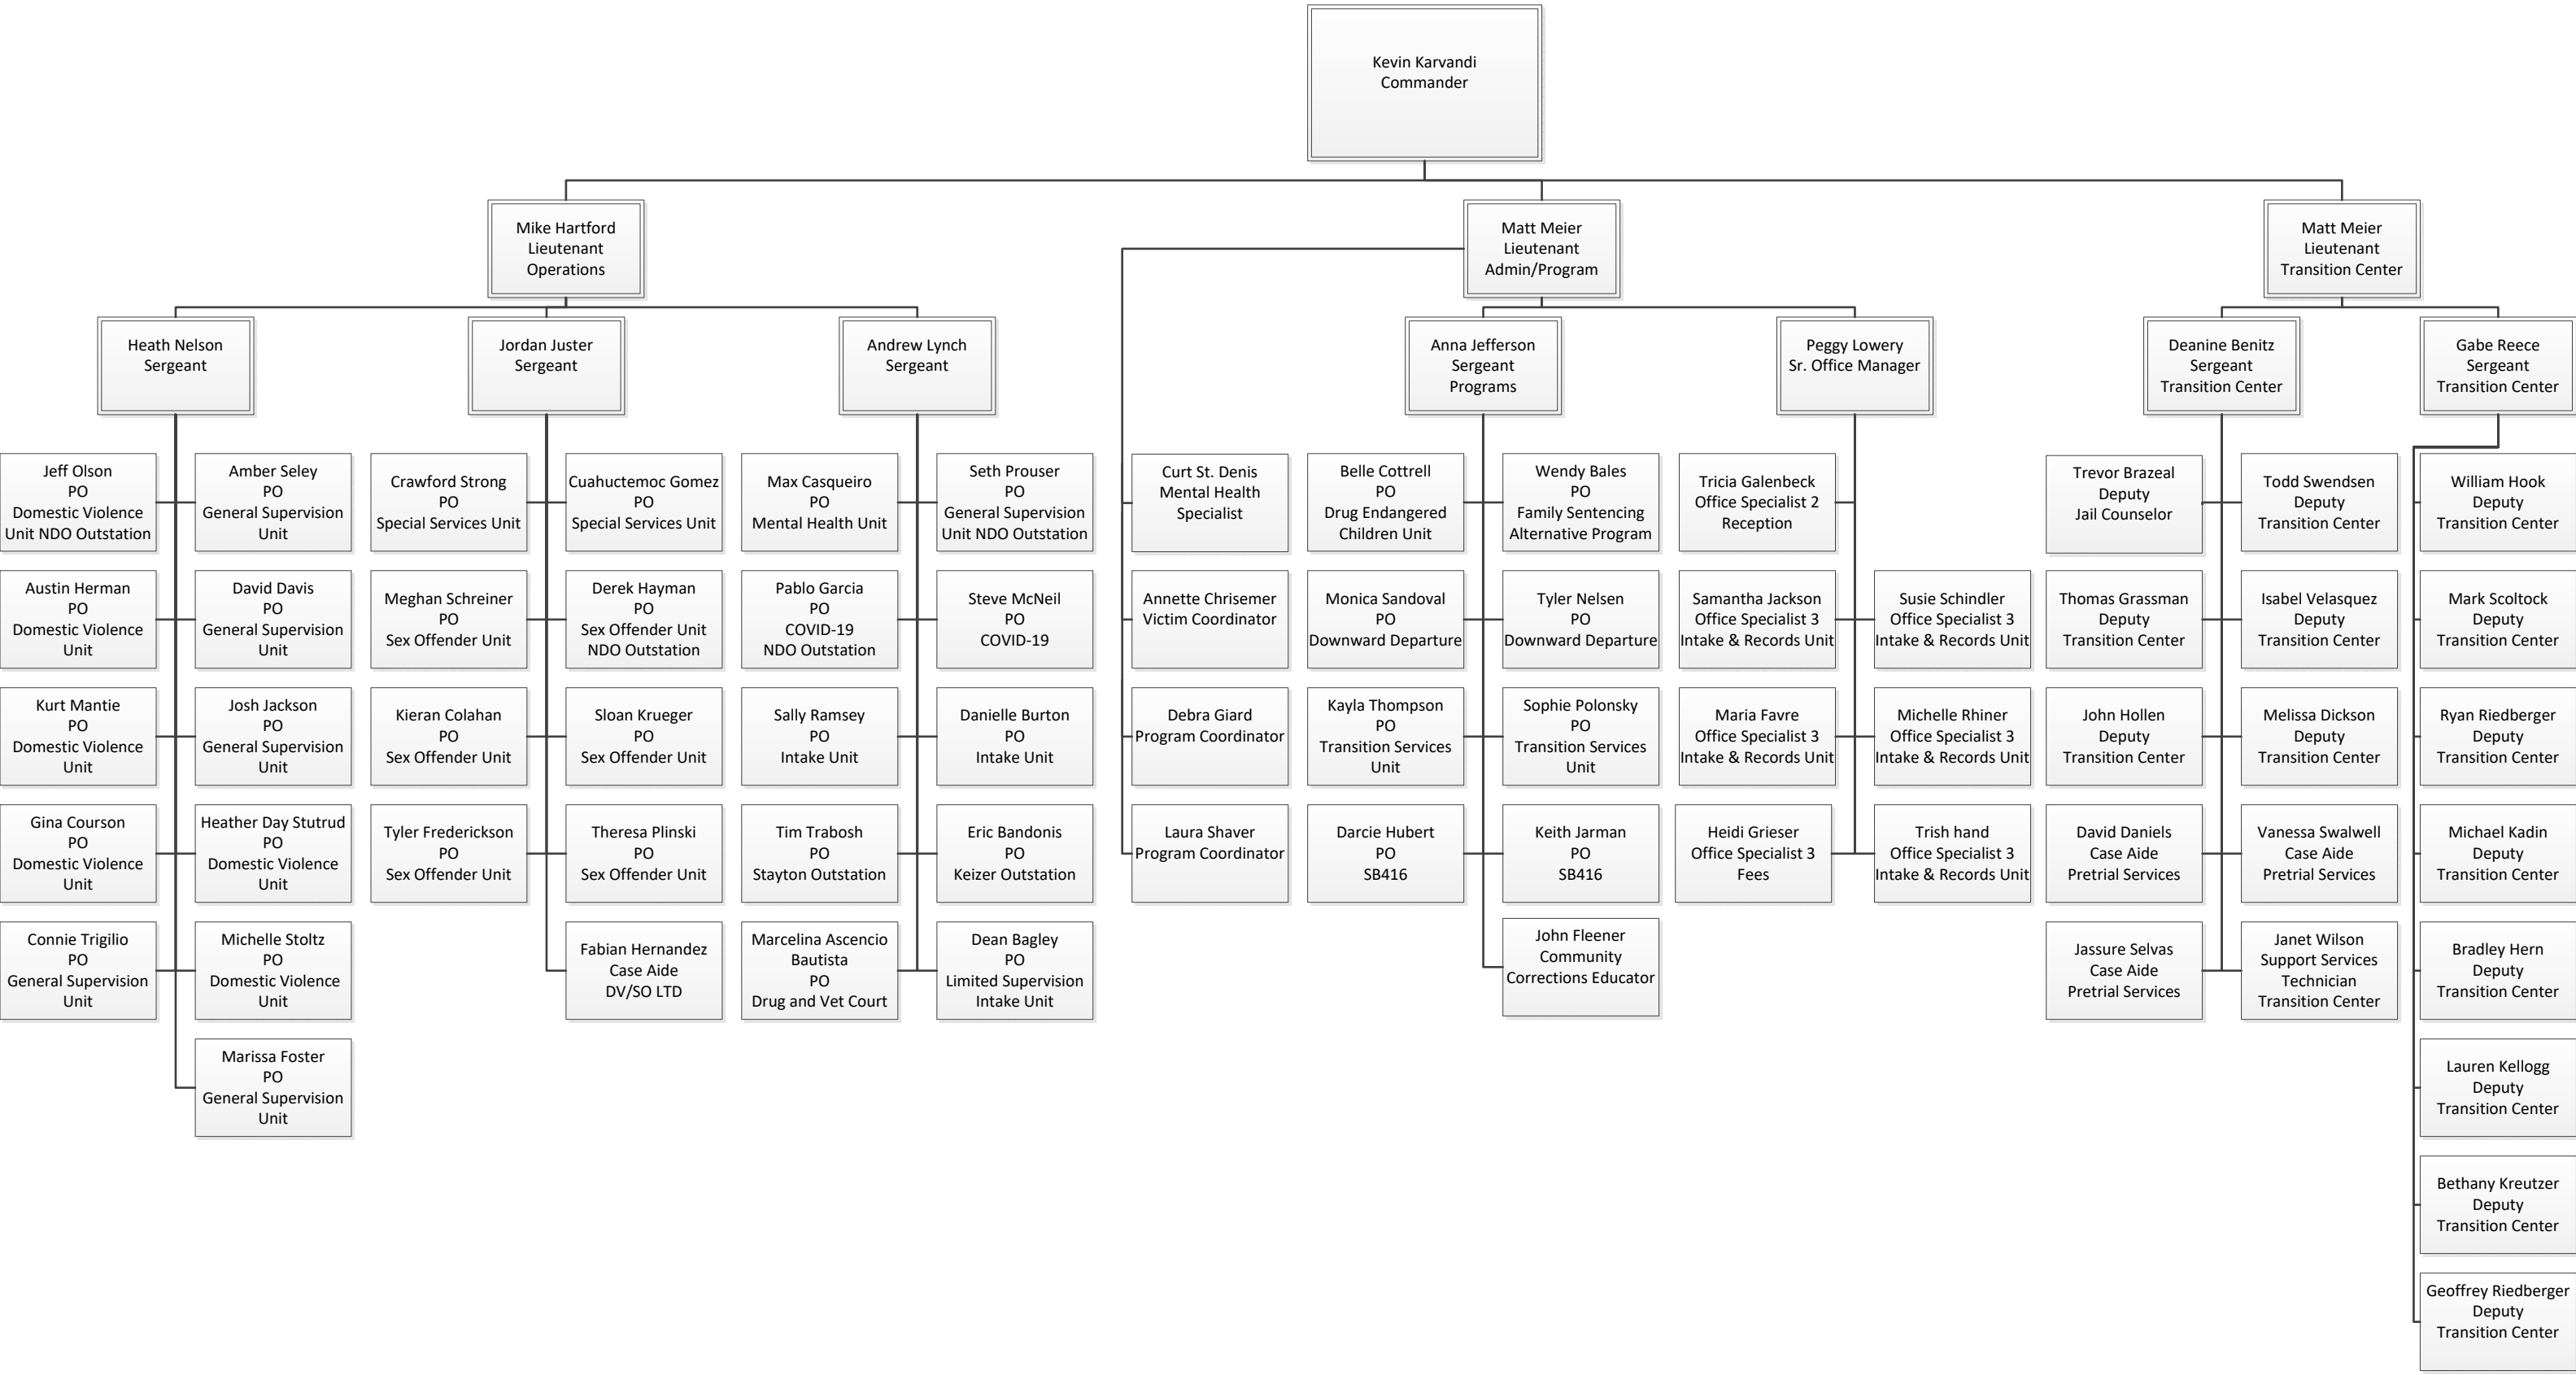 Kevin Karvandi
Commander
Mike Hartford
Lieutenant
Operations
Matt Meier
Lieutenant
Admin/Program
Matt Meier
Lieutenant
Transition Center
Heath Nelson
Sergeant
Jordan Juster
Sergeant
Andrew Lynch
Sergeant
Anna Jefferson
Sergeant
Programs
Peggy Lowery
Sr. Office Manager
Deanine Benitz
Sergeant
Transition Center
Gabe Reece
Sergeant
Transition Center
Jeff Olson
PO
Domestic Violence
Unit NDO Outstation
Amber Seley
PO
General Supervision
Unit
Crawford Strong
PO
Special Services Unit
Cuahuctemoc Gomez
PO
Special Services Unit
Max Casqueiro
PO
Mental Health Unit
Seth Prouser
PO
General Supervision
Unit NDO Outstation
Curt St. Denis
Mental Health
Specialist
Belle Cottrell
PO
Drug Endangered
Children Unit
Wendy Bales
PO
Family Sentencing
Alternative Program
Tricia Galenbeck
Office Specialist 2
Reception
Trevor Brazeal
Deputy
Jail Counselor
Todd Swendsen
Deputy
Transition Center
William Hook
Deputy
Transition Center
Austin Herman
PO
Domestic Violence
Unit
David Davis
PO
General Supervision
Unit
Meghan Schreiner
PO
Sex Offender Unit
Derek Hayman
PO
Sex Offender Unit
NDO Outstation
Pablo Garcia
PO
COVID-19
NDO Outstation
Steve McNeil
PO
COVID-19
Annette Chrisemer
Victim Coordinator
Monica Sandoval
PO
Downward Departure
Tyler Nelsen
PO
Downward Departure
Samantha Jackson
Office Specialist 3
Intake & Records Unit
Susie Schindler
Office Specialist 3
Intake & Records Unit
Thomas Grassman
Deputy
Transition Center
Isabel Velasquez
Deputy
Transition Center
Mark Scoltock
Deputy
Transition Center
Kurt Mantie
PO
Domestic Violence
Unit
Josh Jackson
PO
General Supervision
Unit
Kieran Colahan
PO
Sex Offender Unit
Sloan Krueger
PO
Sex Offender Unit
Sally Ramsey
PO
Intake Unit
Danielle Burton
PO
Intake Unit
Debra Giard
Program Coordinator
Kayla Thompson
PO
Transition Services
Unit
Sophie Polonsky
PO
Transition Services
Unit
Maria Favre
Office Specialist 3
Intake & Records Unit
Michelle Rhiner
Office Specialist 3
Intake & Records Unit
John Hollen
Deputy
Transition Center
Melissa Dickson
Deputy
Transition Center
Ryan Riedberger
Deputy
Transition Center
Gina Courson
PO
Domestic Violence
Unit
Heather Day Stutrud
PO
Domestic Violence
Unit
Tyler Frederickson
PO
Sex Offender Unit
Theresa Plinski
PO
Sex Offender Unit
Tim Trabosh
PO
Stayton Outstation
Eric Bandonis
PO
Keizer Outstation
Laura Shaver
Program Coordinator
Darcie Hubert
PO
SB416
Keith Jarman
PO
SB416
Heidi Grieser
Office Specialist 3
Fees
Trish hand
Office Specialist 3
Intake & Records Unit
David Daniels
Case Aide
Pretrial Services
Vanessa Swalwell
Case Aide
Pretrial Services
Michael Kadin
Deputy
Transition Center
Connie Trigilio
PO
General Supervision
Unit
Michelle Stoltz
PO
Domestic Violence
Unit
Fabian Hernandez
Case Aide
DV/SO LTD
Marcelina Ascencio
Bautista
PO
Drug and Vet Court
Dean Bagley
PO
Limited Supervision
Intake Unit
John Fleener
Community
Corrections Educator
Jassure Selvas
Case Aide
Pretrial Services
Janet Wilson
Support Services
Technician
Transition Center
Bradley Hern
Deputy
Transition Center
Marissa Foster
PO
General Supervision
Unit
Lauren Kellogg
Deputy
Transition Center
Bethany Kreutzer
Deputy
Transition Center
Geoffrey Riedberger
Deputy
Transition Center